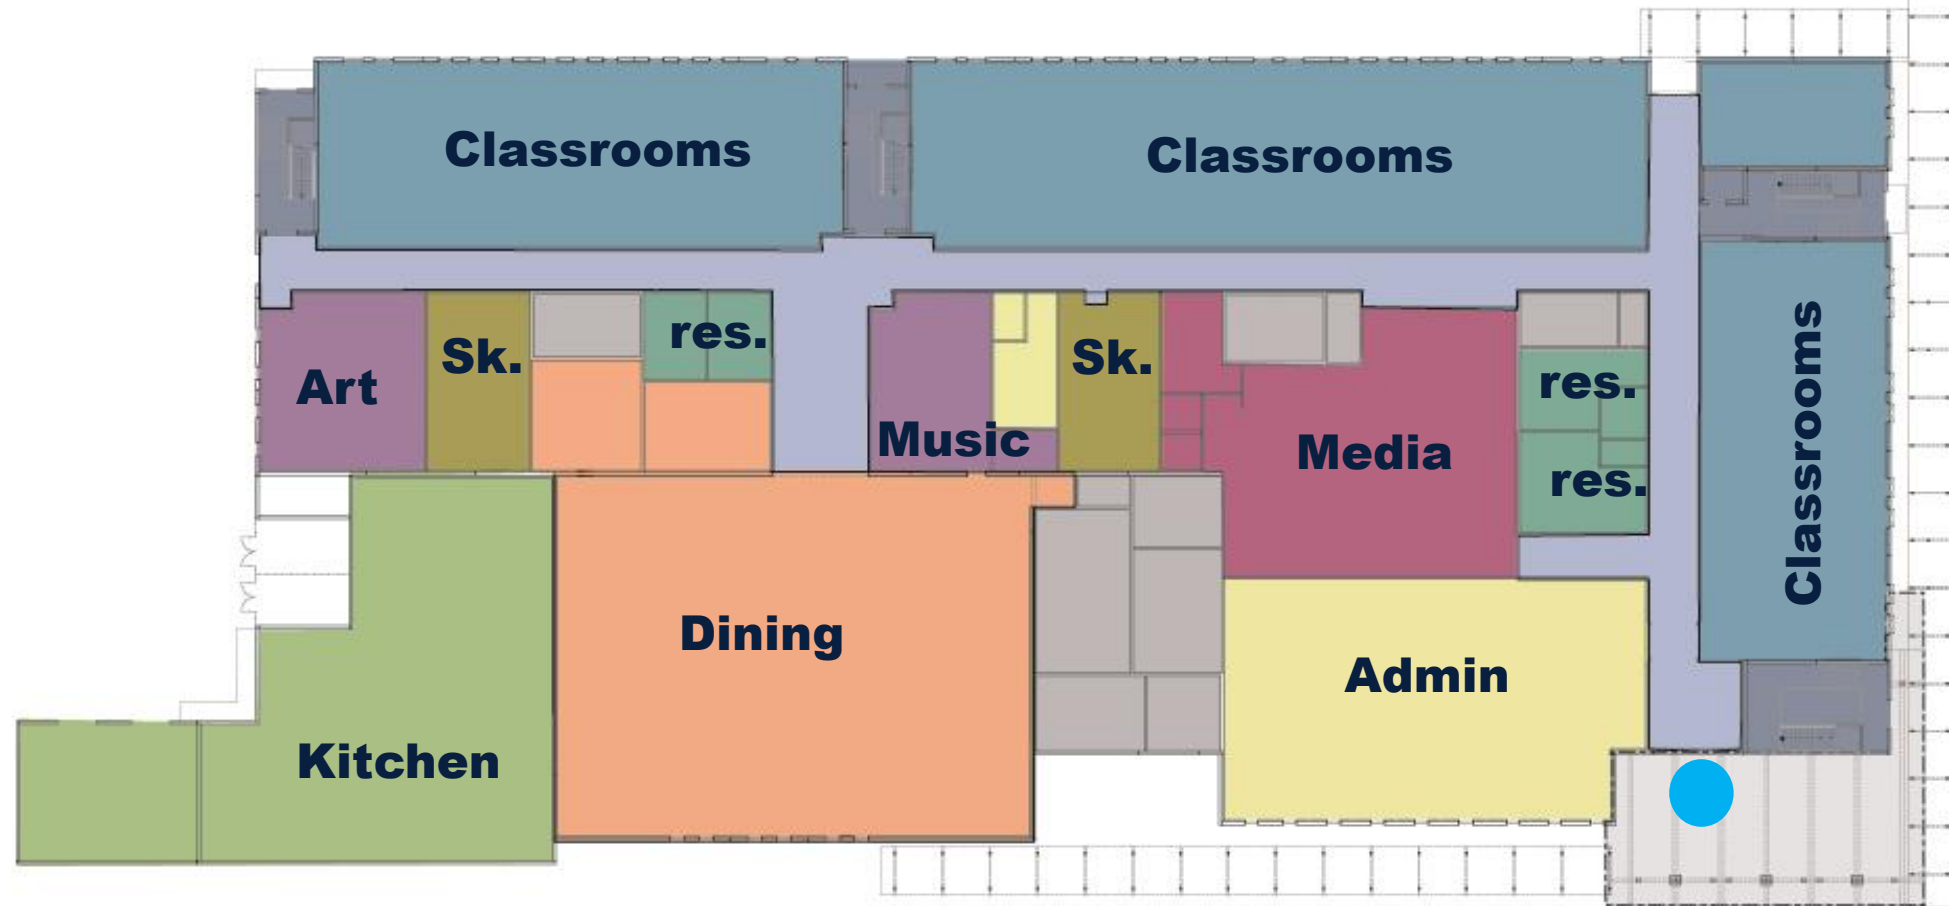 Classrooms
Classrooms
Classrooms
Art
Sk.
res.
Music
Sk.
Media
res.
res.
Dining
Admin
Kitchen